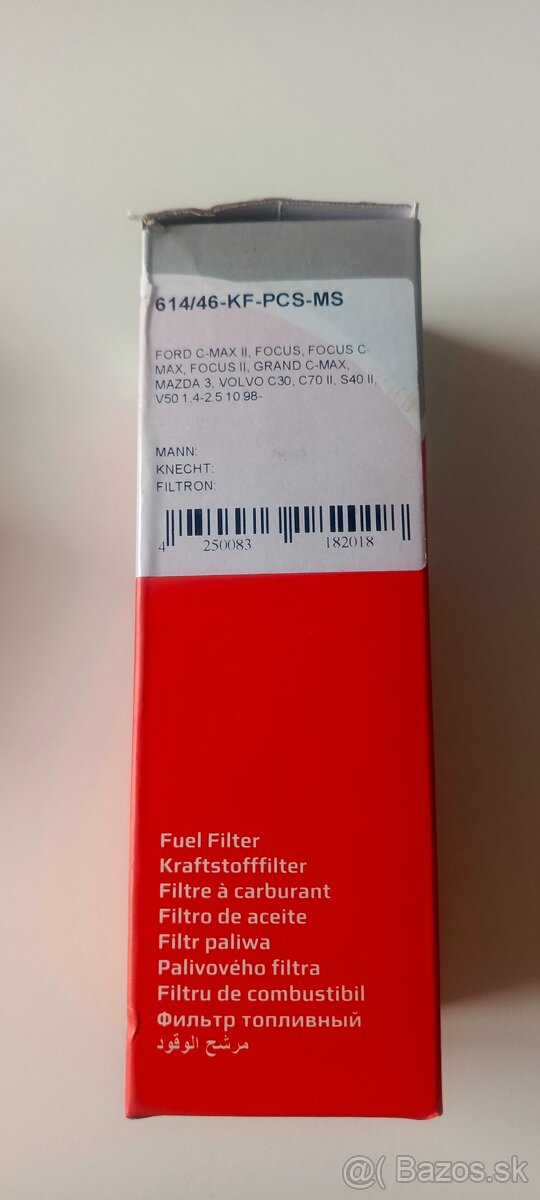 614/46-KF-PCS-MS
FORD C-MAX II, FOCUS, FOCUS C-
MAX, FOCUS II, GRAND C-MAX,
MAZDA 3, VOLVO C30, C70 II, S40 II,
V50 1.4-2.5 10.98-
MANN:
KNECHT:
FILTRON:
4 250083 182018
Fuel Filter
Kraftstofffilter
Filtre à carburant
Filtro de aceite
Filtr paliwa
Palivového filtra
Filtru de combustibil
Фильтр топливный
مرشح الوقود
@( Bazos.sk